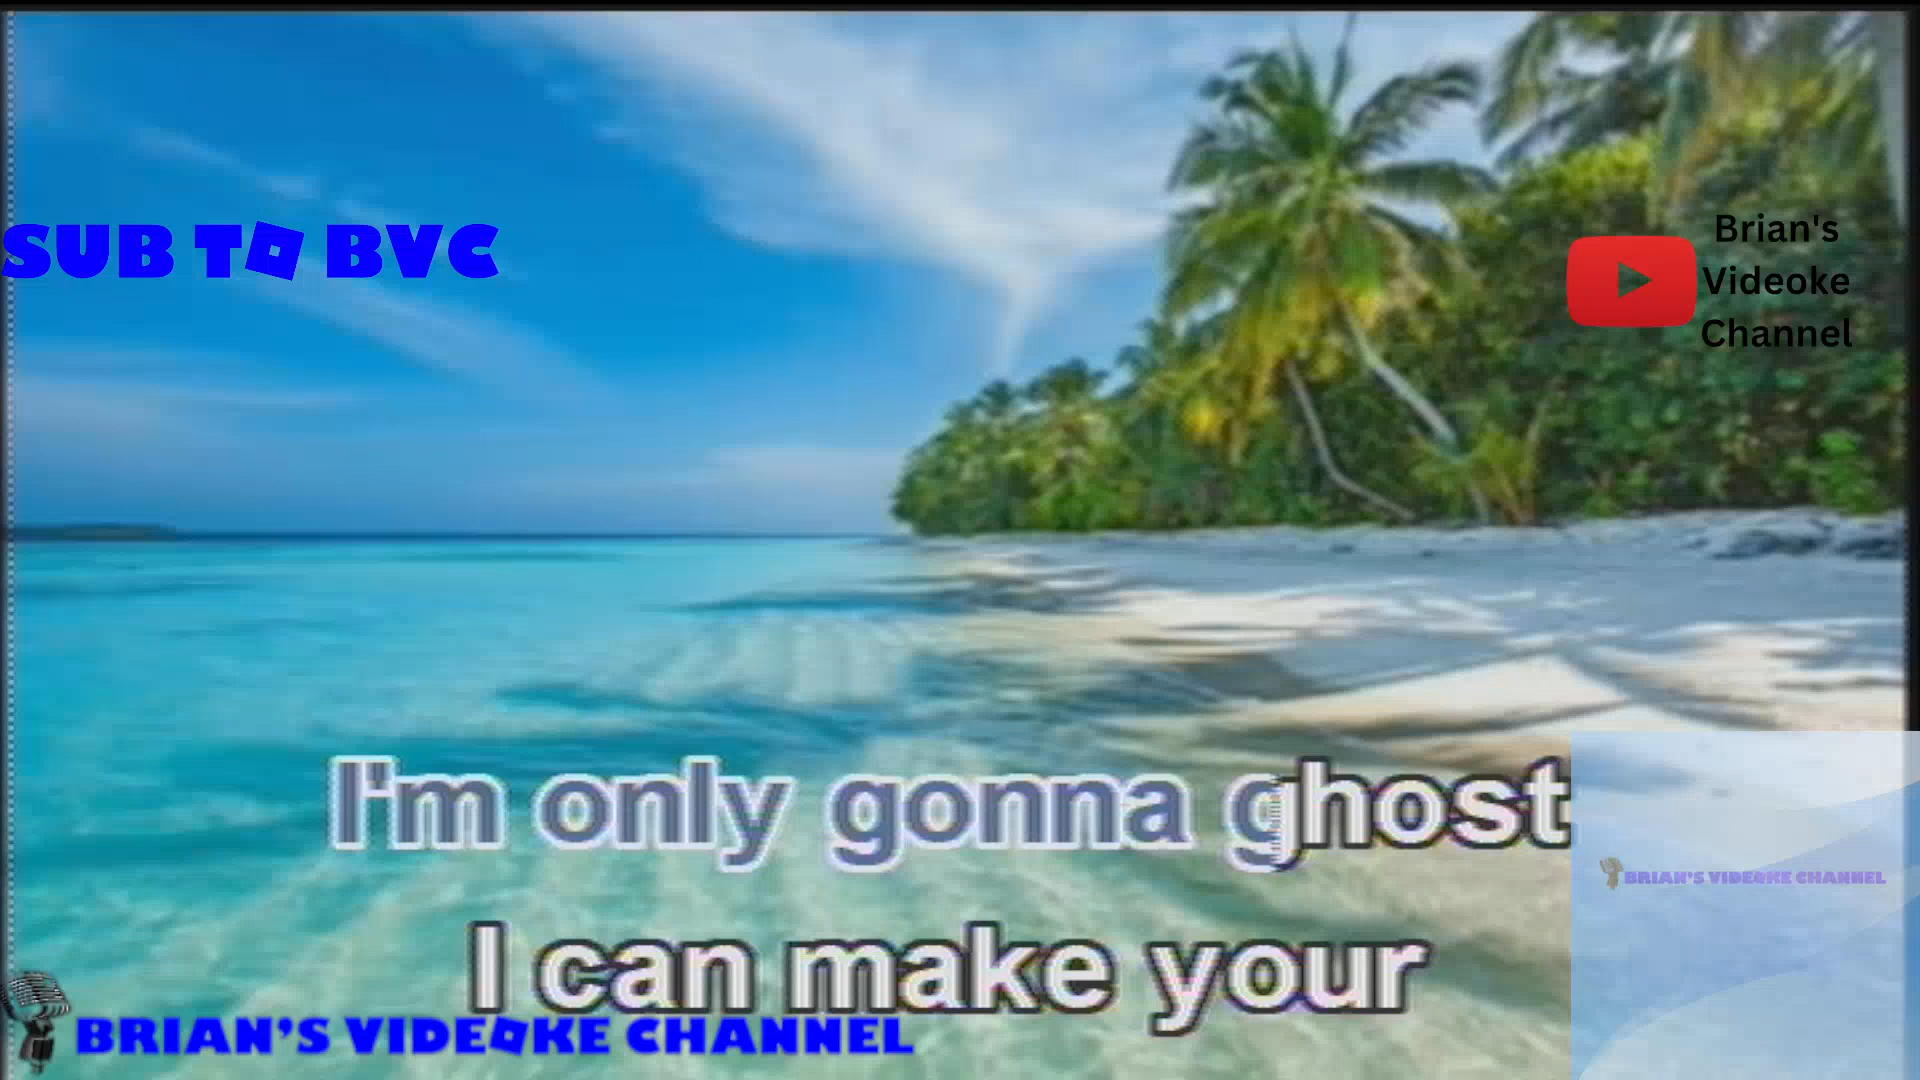 SUB TO BVC
Brian's
Videoke
Channel
I'm only gonna ghost
I can make your
BRIAN'S VIDEOKE CHANNEL
BRIAN'S VIDEOKE CHANNEL